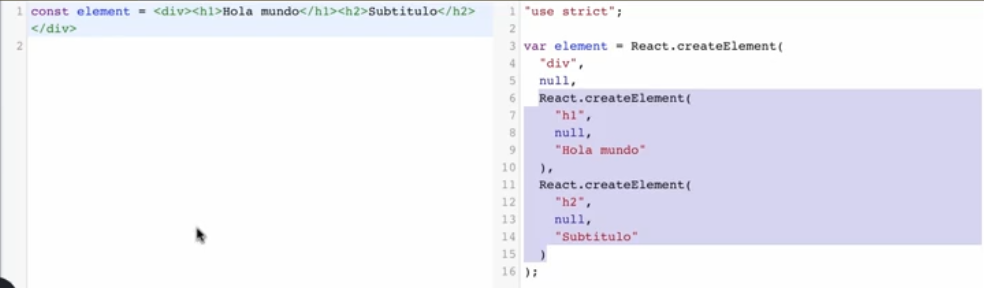 1 const element = <div><h1>Hola mundo</h1><h2>Subtitulo</h2>
</div>
2
1 "use strict";
2
3 var element = React.createElement(
4 "div",
5 null,
6 React.createElement(
7 "h1",
8 null,
9 "Hola mundo"
10 ),
11 React.createElement(
12 "h2",
13 null,
14 "Subtitulo"
15 )
16 );